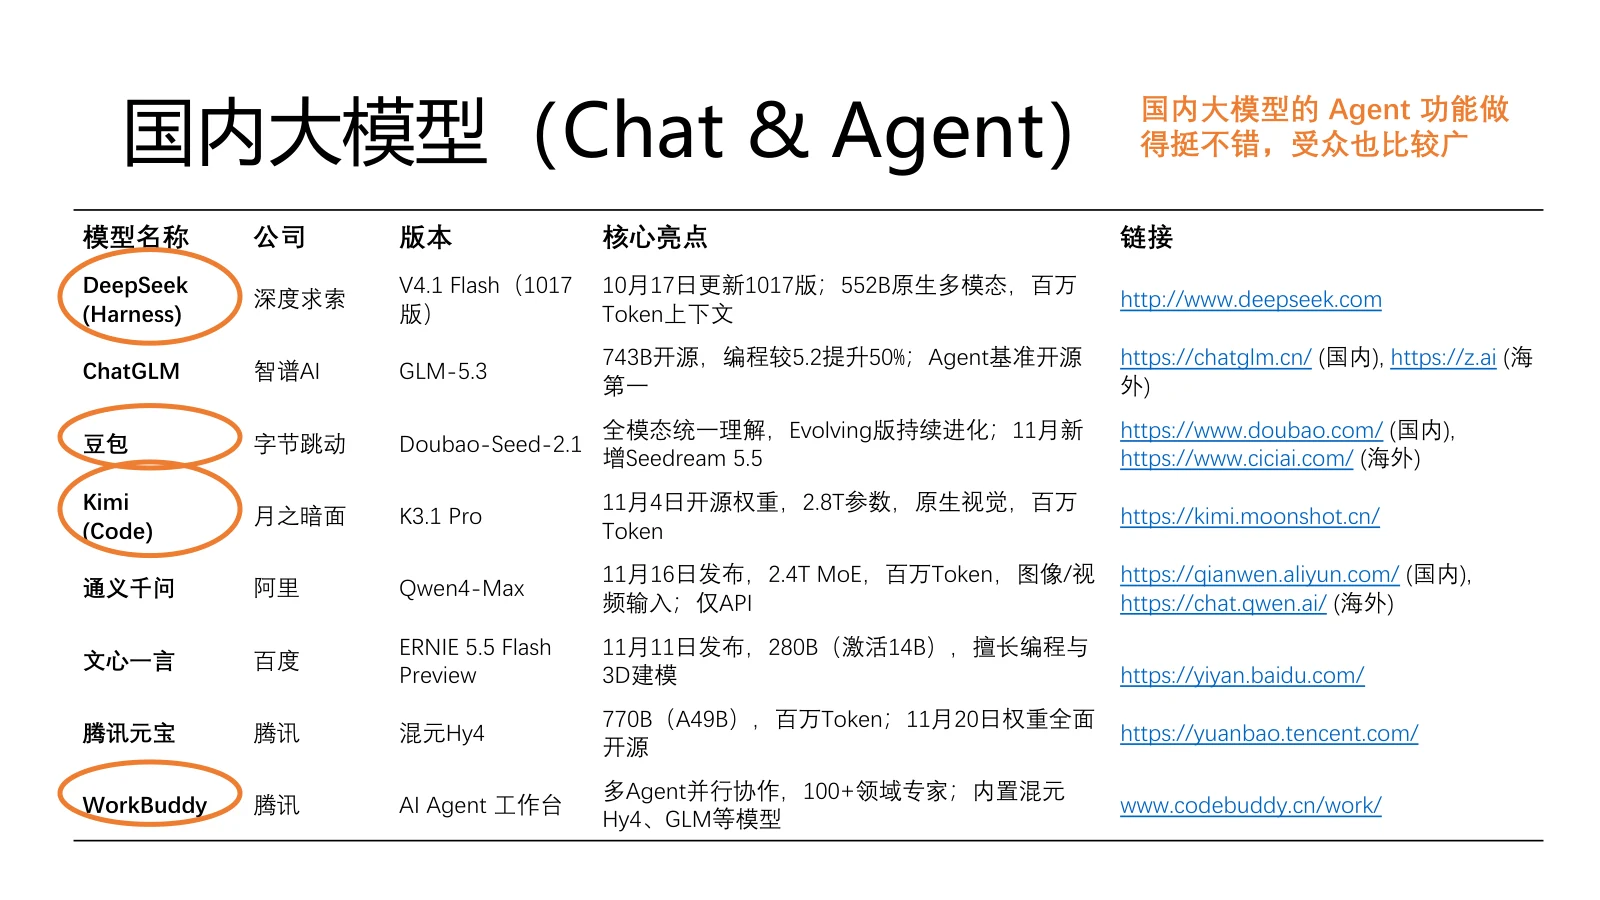 国内大模型（Chat & Agent）
国内大模型的 Agent 功能做
得挺不错，受众也比较广
模型名称 公司 版本 核心亮点 链接
DeepSeek
(Harness)
深度求索
V4.1 Flash（1017
版）
10月17日更新1017版；552B原生多模态，百万
Token上下文
http://www.deepseek.com
ChatGLM
智谱AI
GLM-5.3
743B开源，编程较5.2提升50%；Agent基准开源
第一
https://chatglm.cn/ (国内), https://z.ai (海
外)
豆包
字节跳动
Doubao-Seed-2.1
全模态统一理解，Evolving版持续进化；11月新
增Seedream 5.5
https://www.doubao.com/ (国内),
https://www.ciciai.com/ (海外)
Kimi
(Code)
月之暗面
K3.1 Pro
11月4日开源权重，2.8T参数，原生视觉，百万
Token
https://kimi.moonshot.cn/
通义千问
阿里
Qwen4-Max
11月16日发布，2.4T MoE，百万Token，图像/视
频输入；仅API
https://qianwen.aliyun.com/ (国内),
https://chat.qwen.ai/ (海外)
文心一言
百度
ERNIE 5.5 Flash
Preview
11月11日发布，280B（激活14B），擅长编程与
3D建模
https://yiyan.baidu.com/
腾讯元宝
腾讯
混元Hy4
770B（A49B），百万Token；11月20日权重全面
开源
https://yuanbao.tencent.com/
WorkBuddy
腾讯
AI Agent 工作台
多Agent并行协作，100+领域专家；内置混元
Hy4、GLM等模型
www.codebuddy.cn/work/